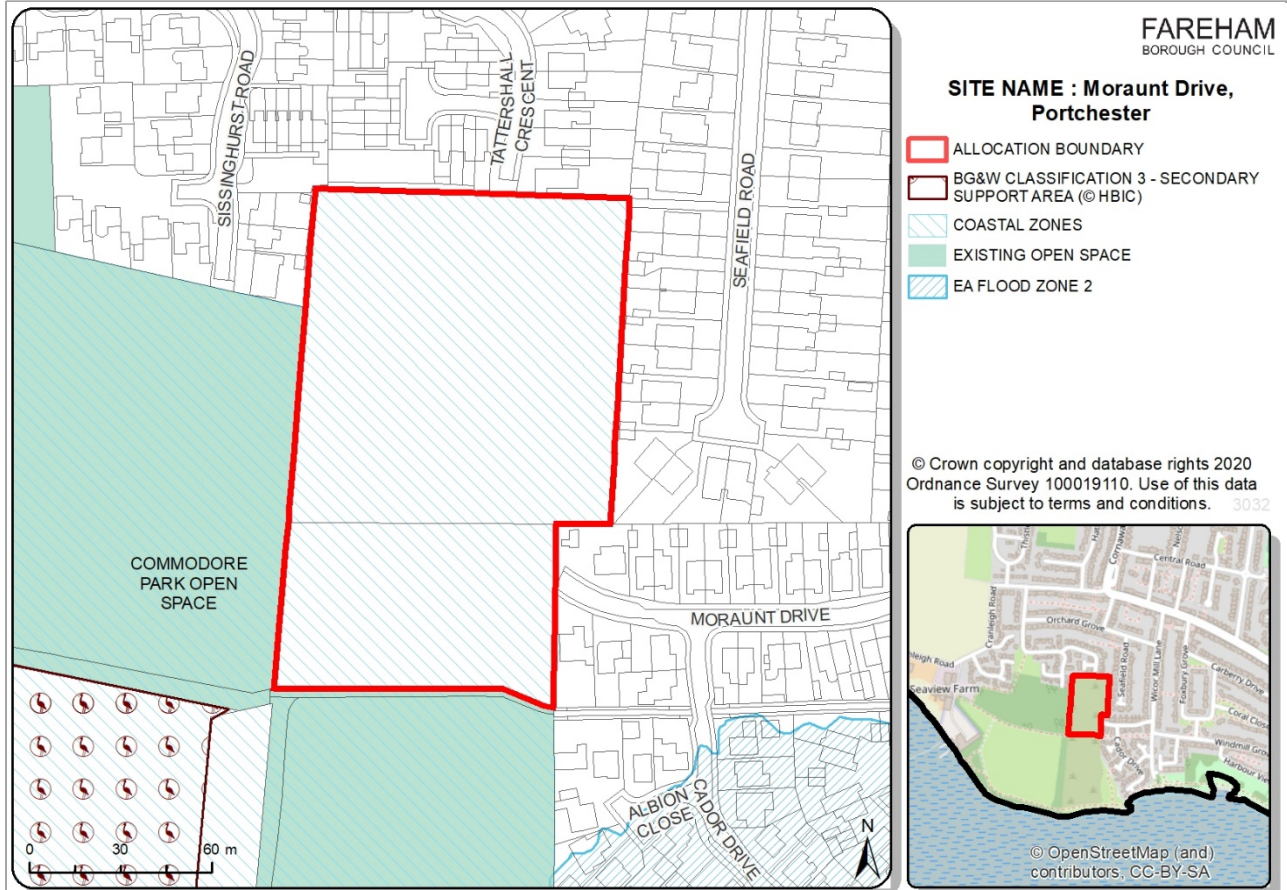 FAREHAM
BOROUGH COUNCIL
SITE NAME : Moraunt Drive,
Portchester
ALLOCATION BOUNDARY
BG&W CLASSIFICATION 3 - SECONDARY
SUPPORT AREA (© HBIC)
COASTAL ZONES
EXISTING OPEN SPACE
EA FLOOD ZONE 2
© Crown copyright and database rights 2020
Ordnance Survey 100019110. Use of this data
is subject to terms and conditions. 3032
SISSINGHURST ROAD
TATTERSHALL
CRESCENT
SEAFIELD ROAD
COMMODORE
PARK OPEN
SPACE
MORAUNT DRIVE
ALBION
CLOSE
CADOR DRIVE
0 30 60 m
N
Central Road
Cranleigh Road
Orchard Grove
Seafield Road
Wicor Mill Lane
Foxbury Grove
Carberry Drive
Seaview Farm
Cador Drive
Windmill Grove
© OpenStreetMap (and)
contributors, CC-BY-SA